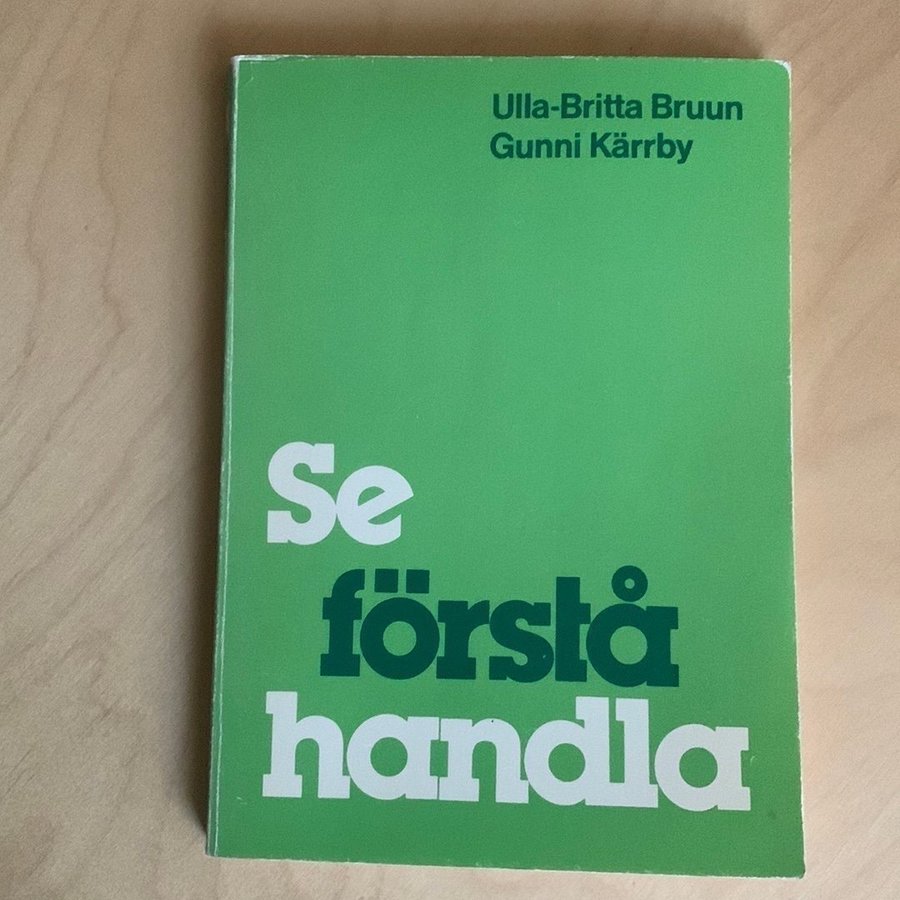 Ulla-Britta Bruun
Gunni Kärrby
Se
förstå
handla